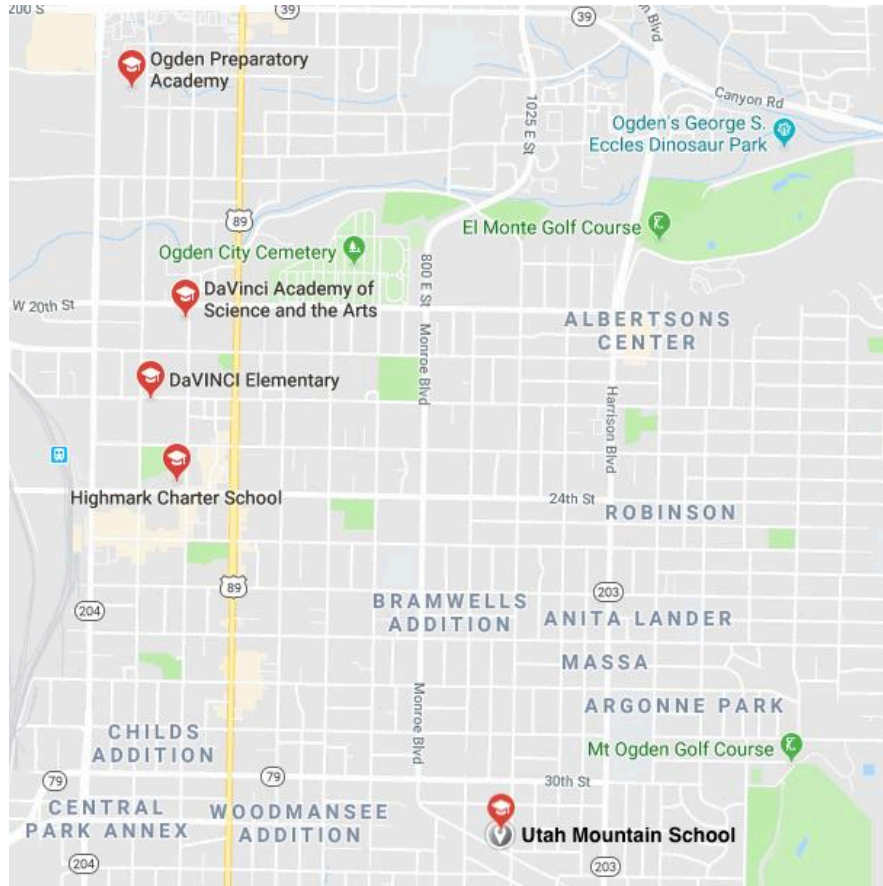 200 S
39
39
Blvd
Ogden Preparatory
Academy
1025 E St
Canyon Rd
Ogden's George S.
Eccles Dinosaur Park
89
El Monte Golf Course
Ogden City Cemetery
800 E St
W 20th St
DaVinci Academy of
Science and the Arts
ALBERTSONS
CENTER
Monroe Blvd
DaVINCI Elementary
Harrison Blvd
Highmark Charter School
24th St
ROBINSON
89
203
204
BRAMWELLS
ADDITION
ANITA LANDER
MASSA
Monroe Blvd
ARGONNE PARK
CHILDS
ADDITION
Mt Ogden Golf Course
79
79
30th St
CENTRAL
PARK ANNEX
WOODMANSEE
ADDITION
Utah Mountain School
204
203